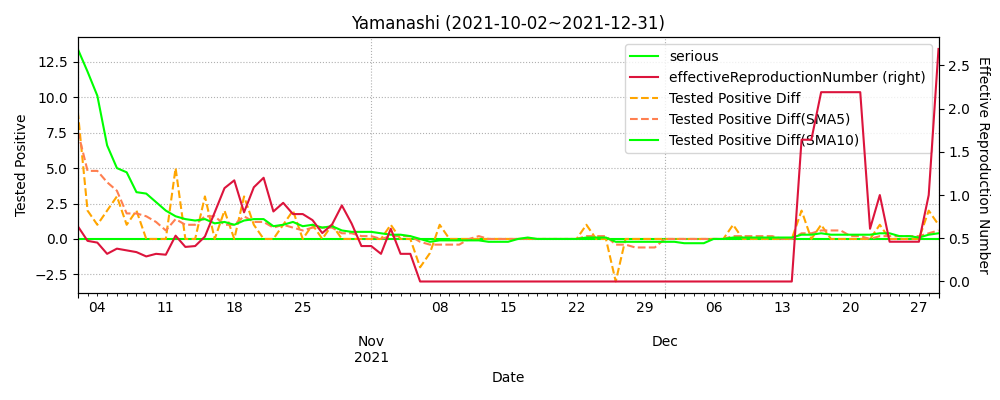 Yamanashi (2021-10-02~2021-12-31)
serious
effectiveReproductionNumber (right)
Tested Positive Diff
Tested Positive Diff(SMA5)
Tested Positive Diff(SMA10)
Tested Positive
12.5
10.0
7.5
5.0
2.5
0.0
−2.5
Effective Reproduction Number
2.5
2.0
1.5
1.0
0.5
0.0
04 11 18 25 08 15 22 29 06 13 20 27
Nov Dec
2021
Date